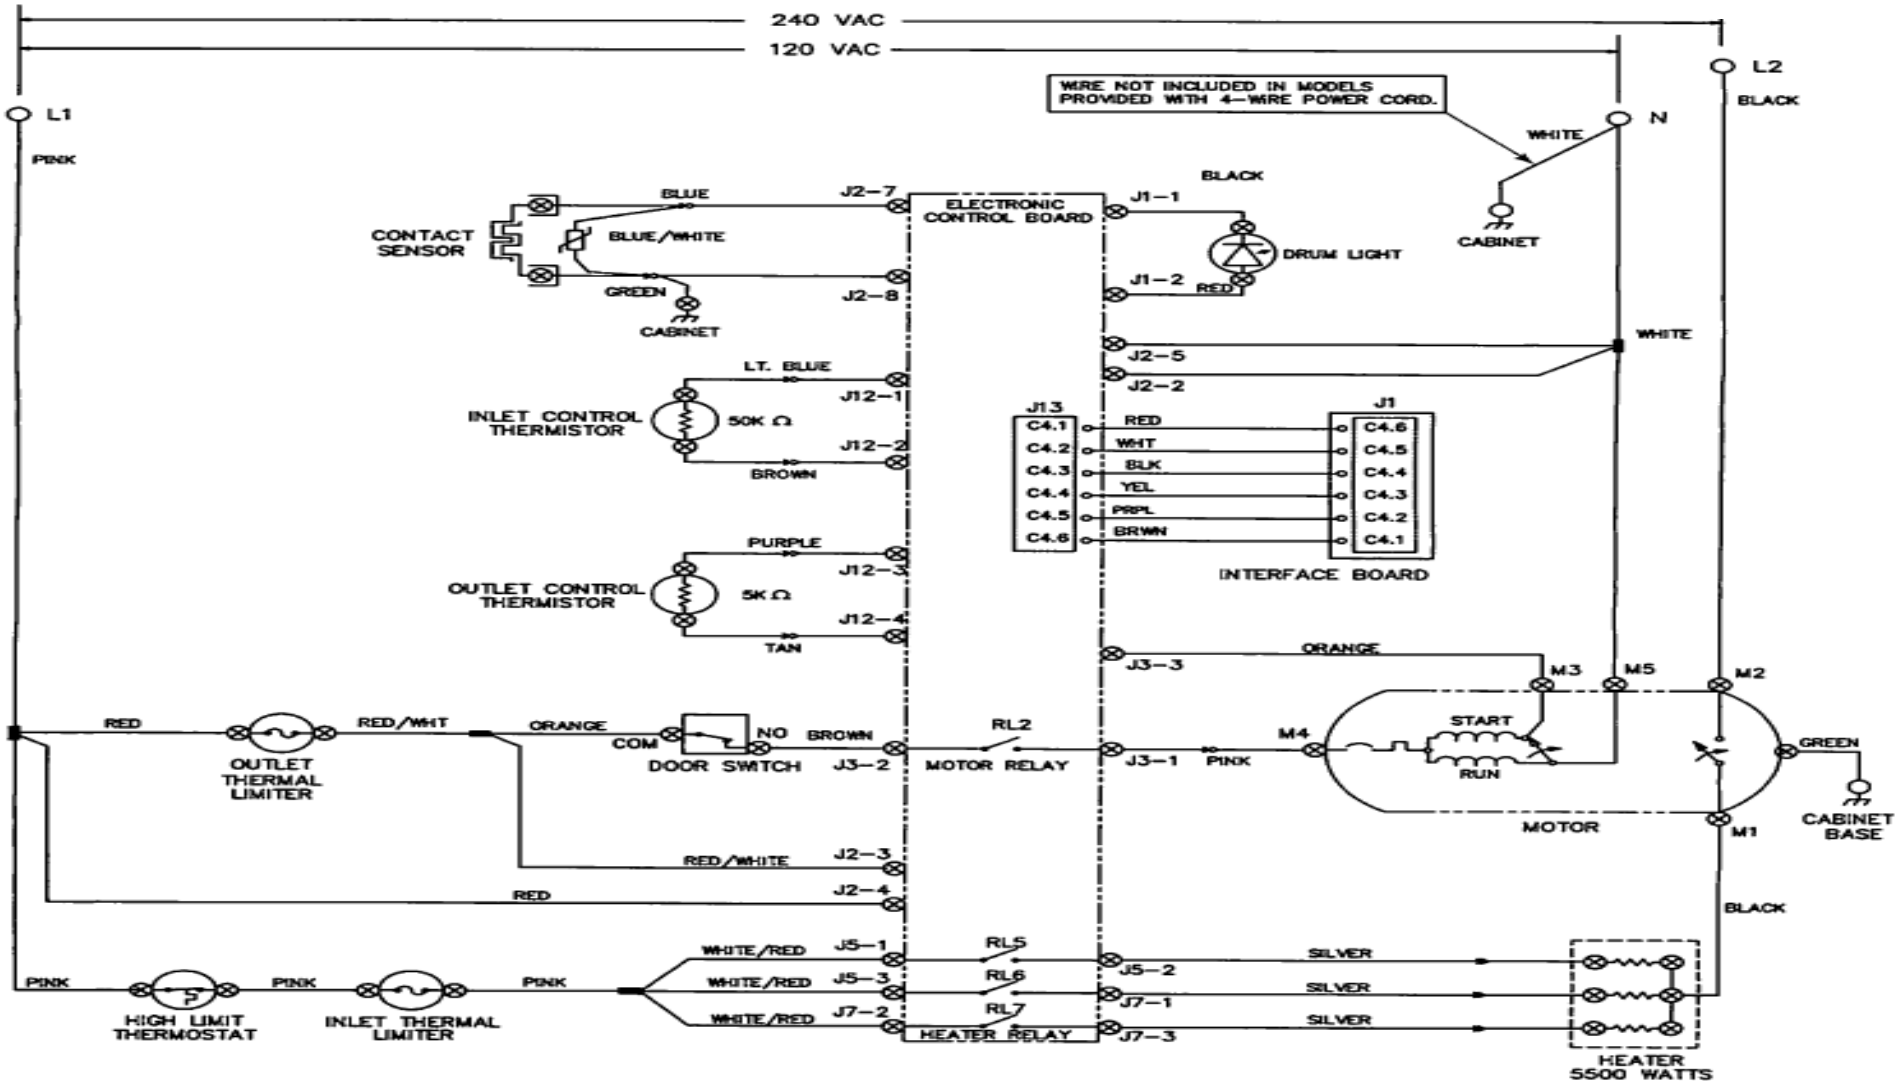 240 VAC
120 VAC
L2
WIRE NOT INCLUDED IN MODELS
PROVIDED WITH 4-WIRE POWER CORD.
BLACK
L1
N
WHITE
PINK
BLACK
BLUE
J2-7
ELECTRONIC
CONTROL BOARD
J1-1
CONTACT
SENSOR
BLUE/WHITE
DRUM LIGHT
CABINET
GREEN
J2-8
J1-2
RED
CABINET
WHITE
J2-5
LT. BLUE
J2-2
J12-1
INLET CONTROL
THERMISTOR
50K Ω
J12-2
BROWN
J13
J1
C4.1
RED
C4.6
C4.2
WHT
C4.5
C4.3
BLK
C4.4
C4.4
YEL
C4.3
C4.5
PRPL
C4.2
C4.6
BRWN
C4.1
INTERFACE BOARD
PURPLE
J12-3
OUTLET CONTROL
THERMISTOR
5K Ω
J12-4
TAN
ORANGE
J3-3
M3
M5
M2
RED
RED/WHT
ORANGE
COM
NO
BROWN
RL2
M4
START
RUN
GREEN
OUTLET
THERMAL
LIMITER
DOOR SWITCH
J3-2
MOTOR RELAY
J3-1
PINK
MOTOR
M1
CABINET
BASE
RED/WHITE
J2-3
RED
J2-4
BLACK
WHITE/RED
J5-1
RL5
SILVER
J5-2
PINK
PINK
PINK
WHITE/RED
J5-3
RL6
SILVER
J7-1
HIGH LIMIT
THERMOSTAT
INLET THERMAL
LIMITER
WHITE/RED
J7-2
RL7
SILVER
HEATER RELAY
J7-3
HEATER
5500 WATTS